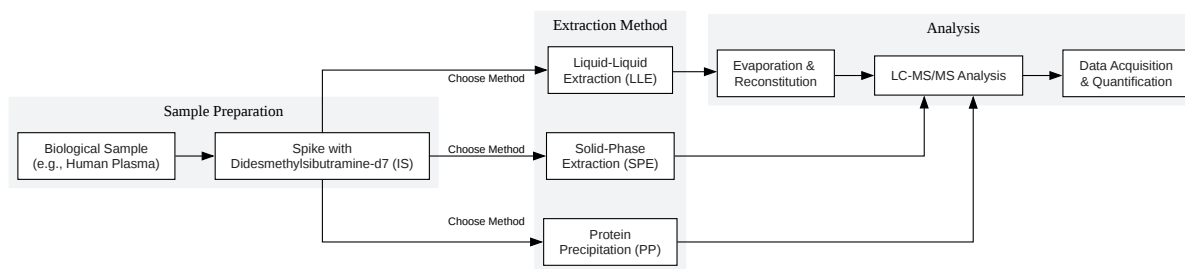 Extraction Method
Analysis
Liquid-Liquid
Extraction (LLE)
Evaporation &
Reconstitution
LC-MS/MS Analysis
Data Acquisition
& Quantification
Choose Method
Sample Preparation
Biological Sample
(e.g., Human Plasma)
Spike with
Didesmethylsibutramine-d7 (IS)
Choose Method
Solid-Phase
Extraction (SPE)
Choose Method
Protein
Precipitation (PP)